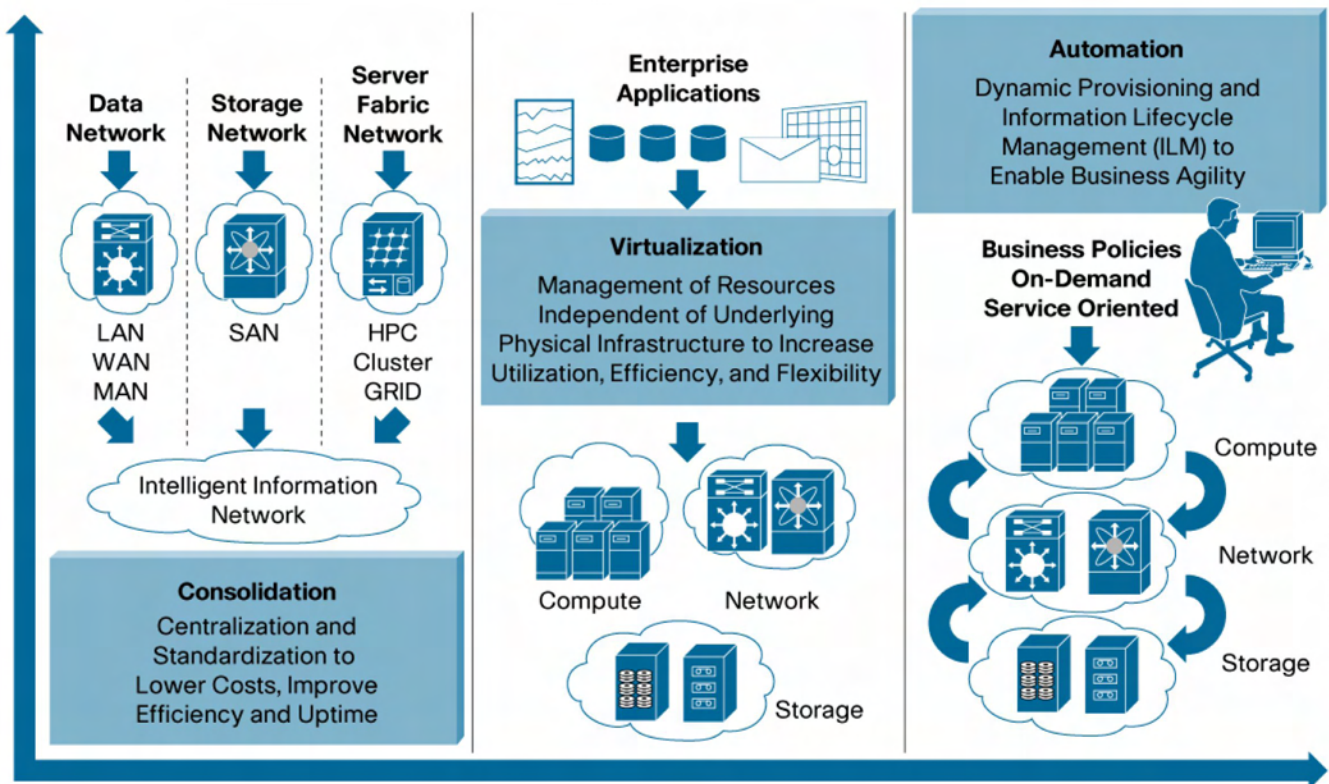 Data
Network
Storage
Network
Server
Fabric
Network
LAN
WAN
MAN
SAN
HPC
Cluster
GRID
Intelligent Information
Network
Consolidation
Centralization and
Standardization to
Lower Costs, Improve
Efficiency and Uptime
Enterprise
Applications
Virtualization
Management of Resources
Independent of Underlying
Physical Infrastructure to Increase
Utilization, Efficiency, and Flexibility
Compute
Network
Storage
Automation
Dynamic Provisioning and
Information Lifecycle
Management (ILM) to
Enable Business Agility
Business Policies
On-Demand
Service Oriented
Compute
Network
Storage